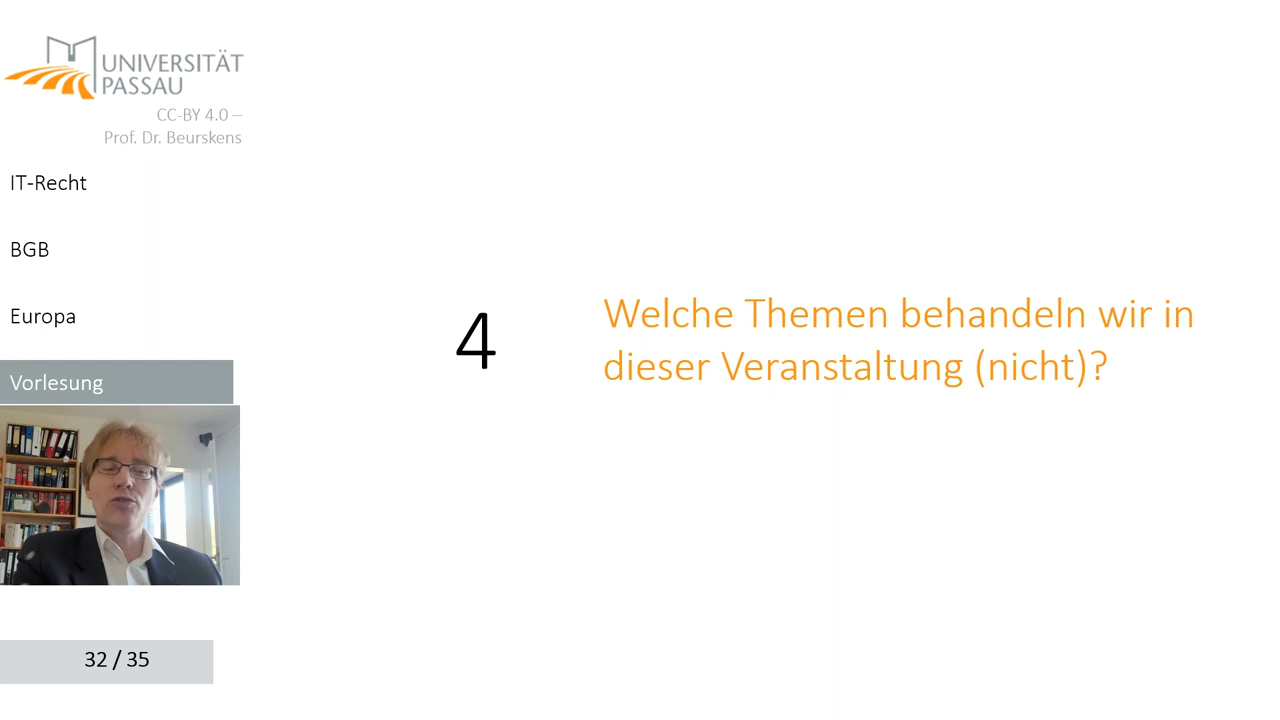 UNIVERSITÄT
PASSAU
CC-BY 4.0 –
Prof. Dr. Beurskens
IT-Recht
BGB
Europa
Vorlesung
32 / 35
4
Welche Themen behandeln wir in
dieser Veranstaltung (nicht)?